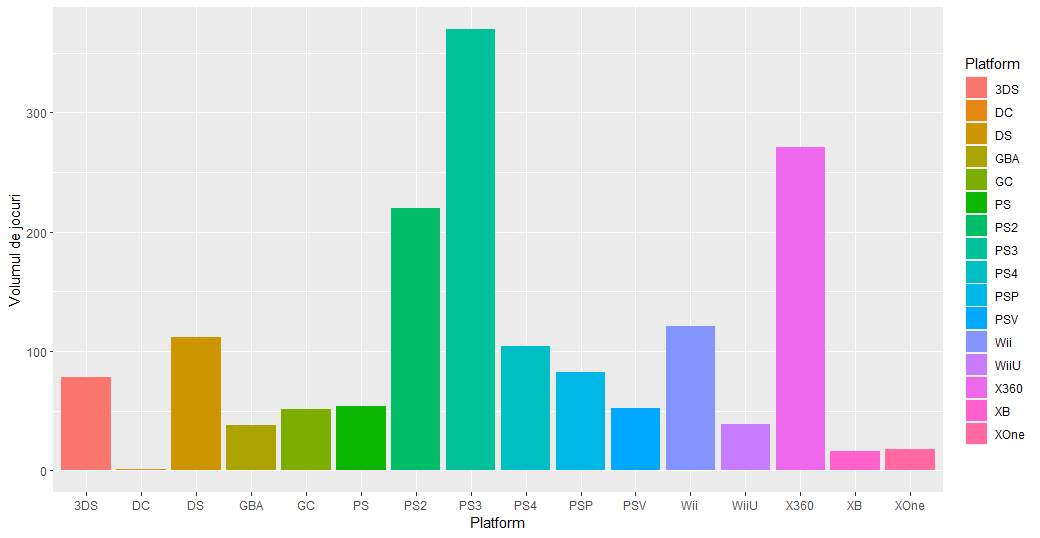 Volumul de jocuri
300
200
100
0
3DS DC DS GBA GC PS PS2 PS3 PS4 PSP PSV Wii WiiU X360 XB XOne
Platform
Platform
3DS
DC
DS
GBA
GC
PS
PS2
PS3
PS4
PSP
PSV
Wii
WiiU
X360
XB
XOne